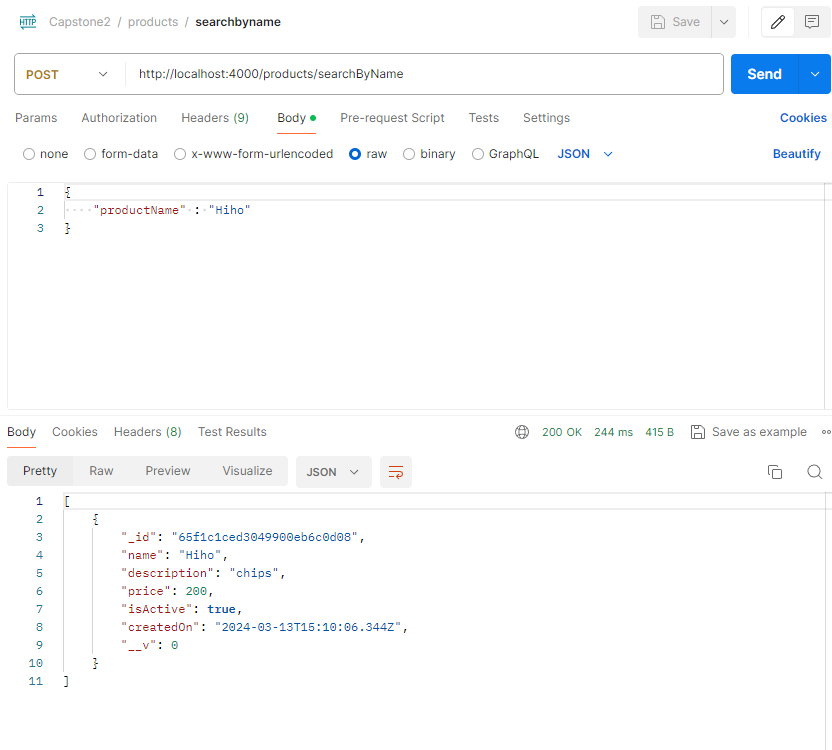 HTTP Capstone2 / products / searchbyname Save
POST http://localhost:4000/products/searchByName Send
Params Authorization Headers (9) Body Pre-request Script Tests Settings Cookies
none form-data x-www-form-urlencoded raw binary GraphQL JSON Beautify
1 {
2 ····"productName"·:·"Hiho"
3 }
Body Cookies Headers (8) Test Results 200 OK 244 ms 415 B Save as example
Pretty Raw Preview Visualize JSON
1 [
2 {
3 "_id": "65f1c1ced3049900eb6c0d08",
4 "name": "Hiho",
5 "description": "chips",
6 "price": 200,
7 "isActive": true,
8 "createdOn": "2024-03-13T15:10:06.344Z",
9 "__v": 0
10 }
11 ]